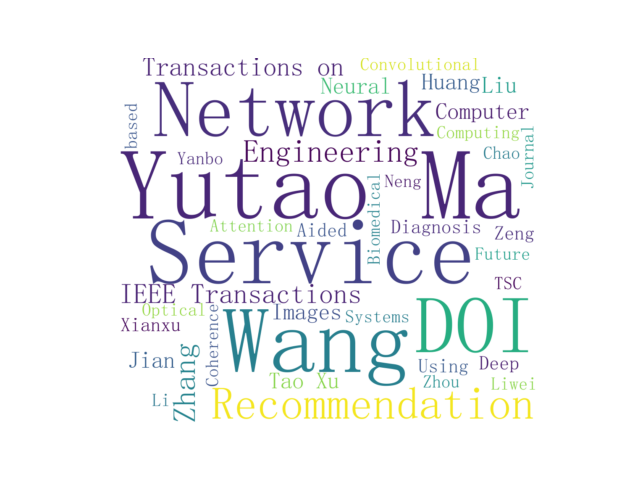 Transactions on
Convolutional
Neural
Huang
Liu
Network
Computer
based
Computing
Yanbo
Engineering
Chao
Journal
Yutao Ma
Neng
Biomedical
Attention
Aided
Diagnosis
Zeng
Service
Future
IEEE Transactions
TSC
Optical
Images
Systems
DOI
Xianxu
Coherence
Wang
Jian
Zhang
Using
Deep
Tao Xu
Zhou
Liwei
Li
Recommendation